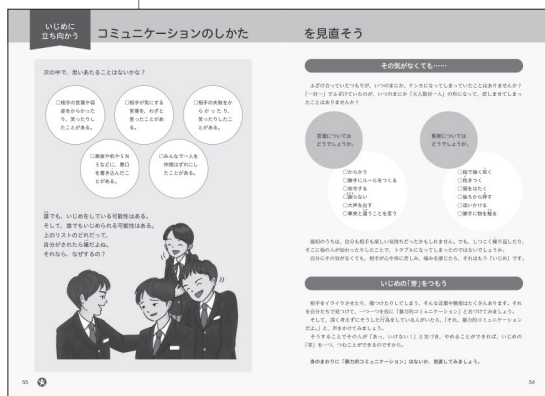 いじめに
立ち向かう
コミュニケーションのしかた
を見直そう
次の中で、思いあたることはないかな？
○相手の言葉や容
姿をからかった
り、笑ったりし
たことがある。
○相手が気にする
言葉を、わざと
言ったことがあ
る。
○相手の失敗をか
らかったり、
笑ったりしたこ
とがある。
○黒板や机やSN
Sなどに、悪口
を書き込んだこ
とがある。
○みんなで一人を
仲間はずれにし
たことがある。
誰でも、いじめをしている可能性はある。
そして、誰でもいじめられる可能性はある。
上のリストのどれだって、
自分がされたら嫌だよね。
それなら、なぜするの？
55
その気がなくても……
ふざけ合っていたつもりが、いつのまにか、ケンカになってしまっていたことはありませんか？
「一対一」でふざけていたのが、いつのまにか「大人数対一人」の形になって、悲しませてしまっ
たことはありませんか？
言葉については
どうでしょうか。
○からかう
○勝手にルールをつくる
○命令する
○謝らない
○大声を出す
○事実と違うことを言う
態度については
どうでしょうか。
○指で強く突く
○抱きつく
○服をはたく
○後ろから押す
○追いかける
○勝手に物を触る
最初のうちは、自分も相手も楽しい気持ちだったかもしれません。でも、しつこく繰り返したり、
そこに他の人が加わったりしたことで、トラブルになってしまったのではないでしょうか。
自分にその気がなくても、相手が心や体に苦しみ、痛みを感じたら、それはもう「いじめ」です。
いじめの「芽」をつもう
相手をイライラさせたり、傷つけたりしてしまう、そんな言葉や態度はたくさんあります。それ
を自分たちで見つけて、一つ一つを仮に「暴力的コミュニケーション」と名づけてみましょう。
そして、深く考えずにそうした行為をしている人がいたら、「それ、暴力的コミュニケーション
だよ。」と、声をかけてみましょう。
そうすることでその人が「あっ、いけない！」と気づき、やめることができれば、いじめの
「芽」を一つ、つむことができるのですから。
身のまわりに「暴力的コミュニケーション」はないか、見直してみましょう。
54